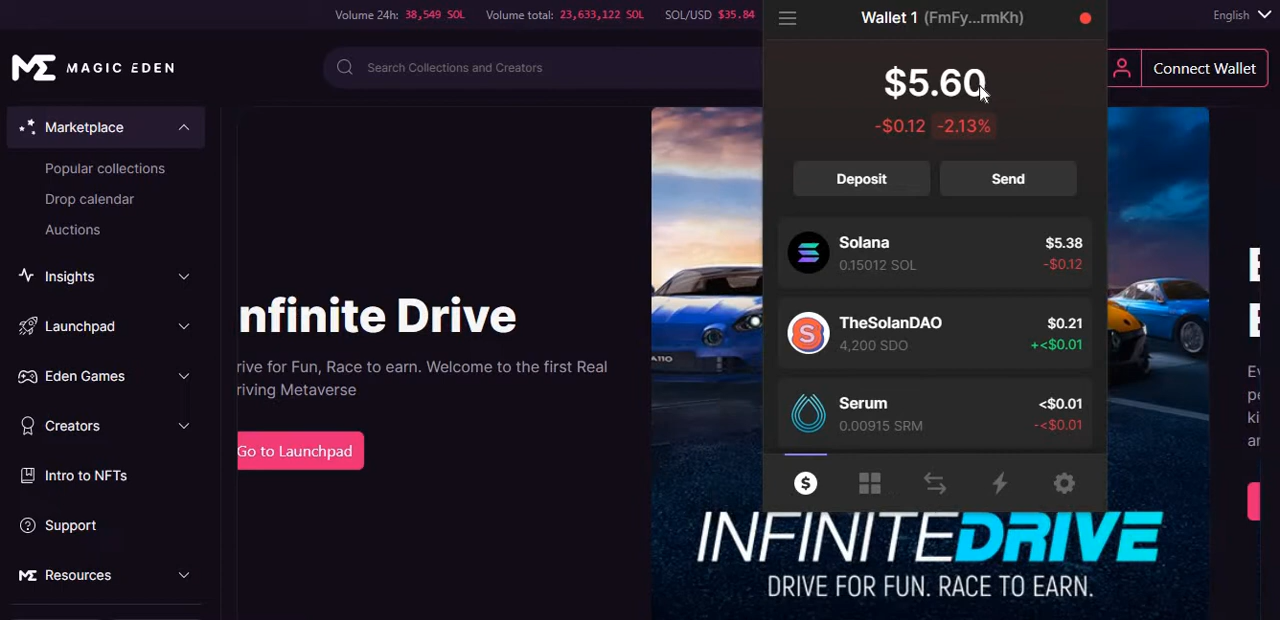 Volume 24h: 38,549 SOL Volume total: 23,633,122 SOL SOL/USD $35.84
English
MAGIC EDEN
Search Collections and Creators
Connect Wallet
Marketplace
Popular collections
Drop calendar
Auctions
Insights
Launchpad
Eden Games
Creators
Intro to NFTs
Support
Resources
nfinite Drive
rive for Fun, Race to earn. Welcome to the first Real
riving Metaverse
Go to Launchpad
Wallet 1 (FmFy...rmKh)
$5.60
-$0.12 -2.13%
Deposit Send
Solana $5.38
0.15012 SOL -$0.12
TheSolanDAO $0.21
4,200 SDO +<$0.01
Serum <$0.01
0.00915 SRM -<$0.01
INFINITEDRIVE
DRIVE FOR FUN. RACE TO EARN.